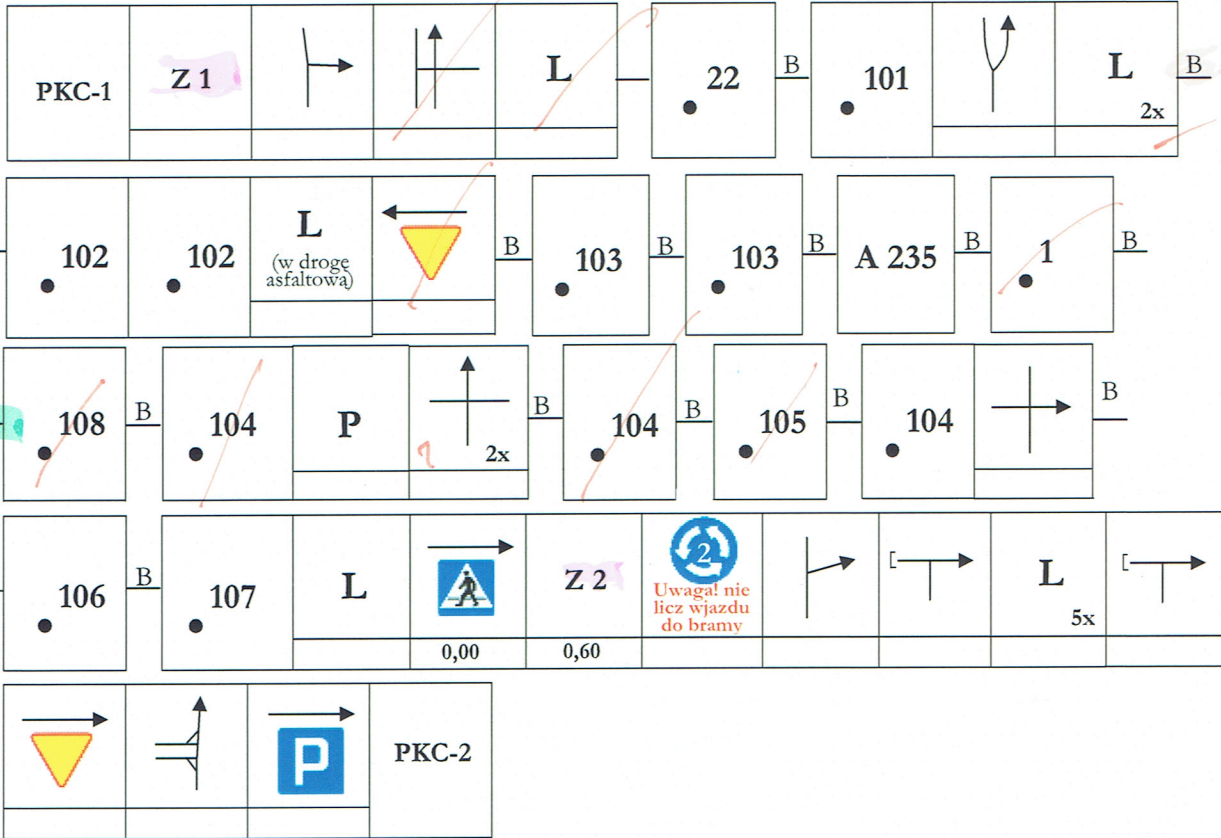 PKC-1 Z 1 L 22 B 101 L 2x B
102 102 L (w drogę asfaltową) B 103 B 103 B A 235 B 1 B
108 B 104 P 2x B 104 B 105 B 104 B
106 B 107 L 0,00 Z 2 0,60 2 Uwaga! nie licz wjazdu do bramy L 5x
P PKC-2